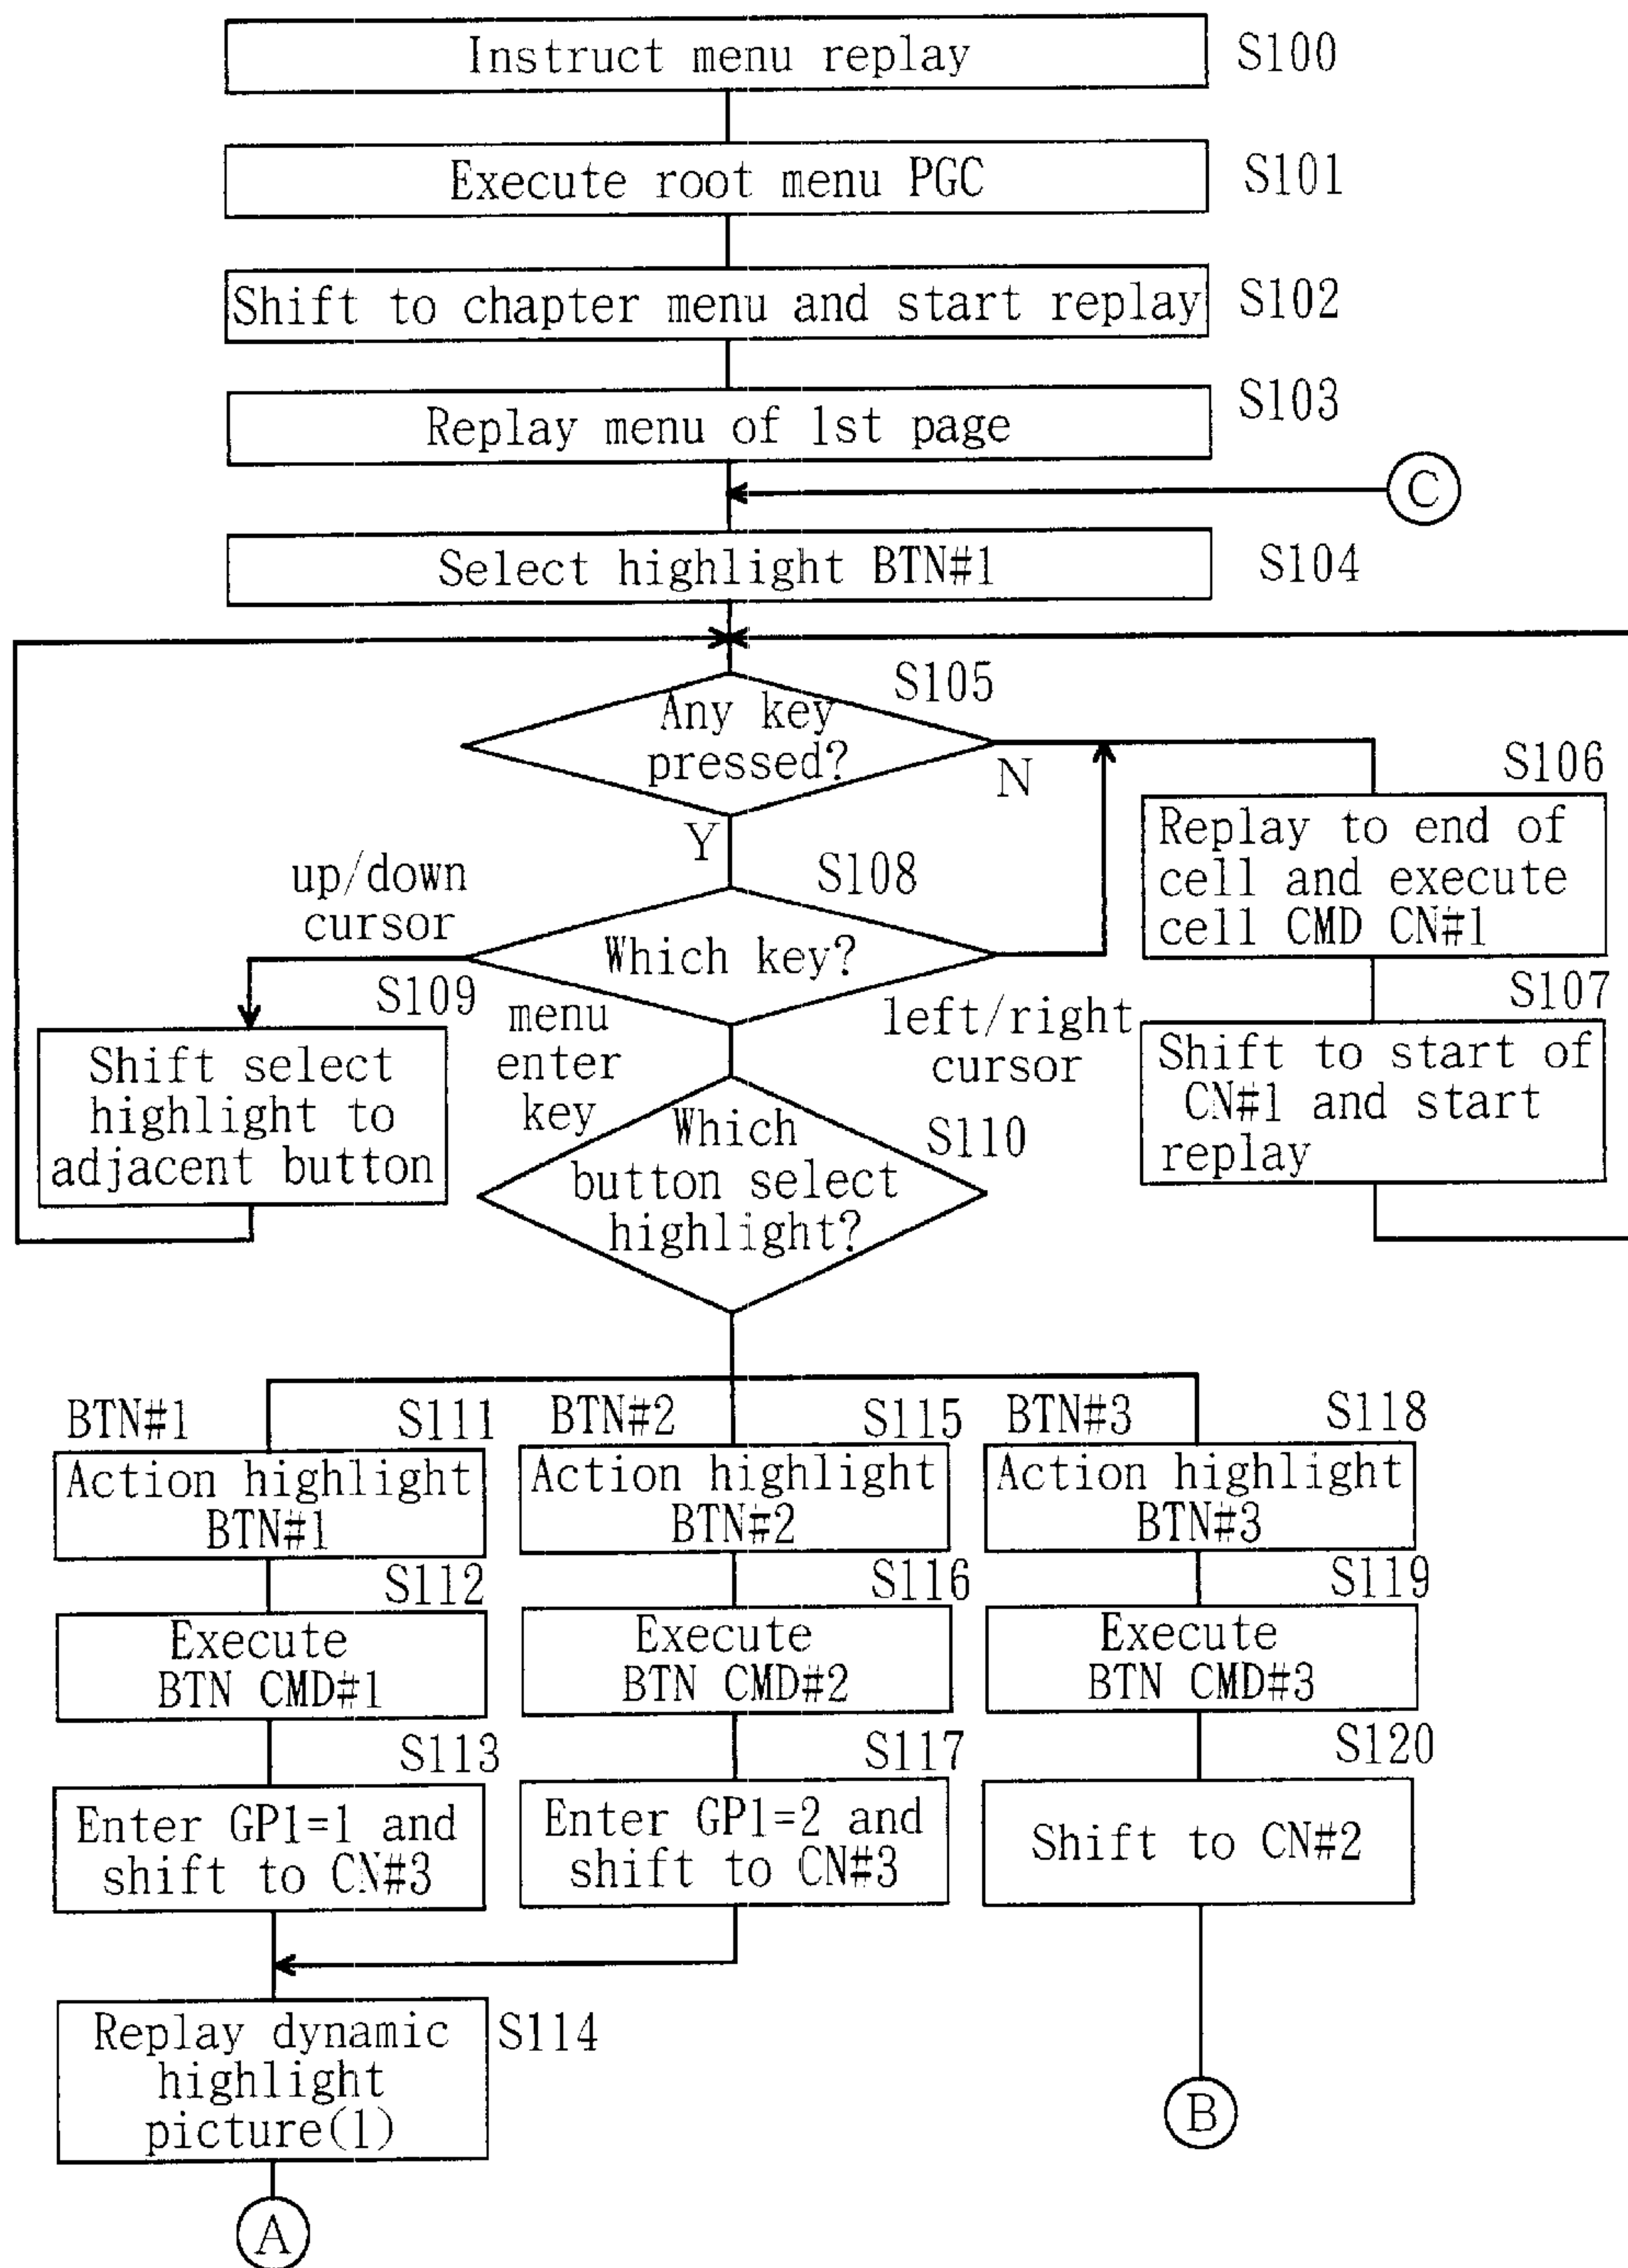 Instruct menu replay
S100
Execute root menu PGC
S101
Shift to chapter menu and start replay
S102
Replay menu of 1st page
S103
C
Select highlight BTN#1
S104
S105
Any key
pressed?
N
Y
S106
Replay to end of
cell and execute
cell CMD CN#1
S107
Shift to start of
CN#1 and start
replay
S108
Which key?
up/down
cursor
S109
Shift select
highlight to
adjacent button
menu
enter
key
left/right
cursor
S110
Which
button select
highlight?
BTN#1
S111
Action highlight
BTN#1
S112
Execute
BTN CMD#1
S113
Enter GP1=1 and
shift to CN#3
BTN#2
S115
Action highlight
BTN#2
S116
Execute
BTN CMD#2
S117
Enter GP1=2 and
shift to CN#3
BTN#3
S118
Action highlight
BTN#3
S119
Execute
BTN CMD#3
S120
Shift to CN#2
Replay dynamic
highlight
picture(1)
S114
B
A